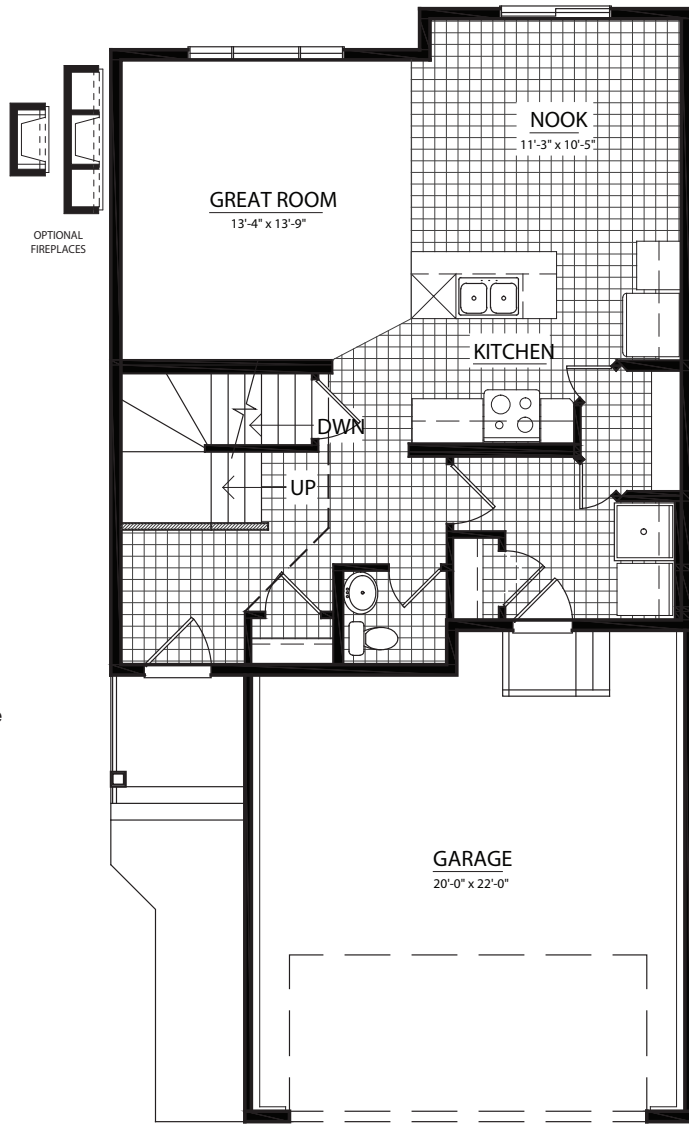 NOOK
11'-3" x 10'-5"
GREAT ROOM
13'-4" x 13'-9"
OPTIONAL
FIREPLACES
KITCHEN
DWN
UP
e
GARAGE
20'-0" x 22'-0"